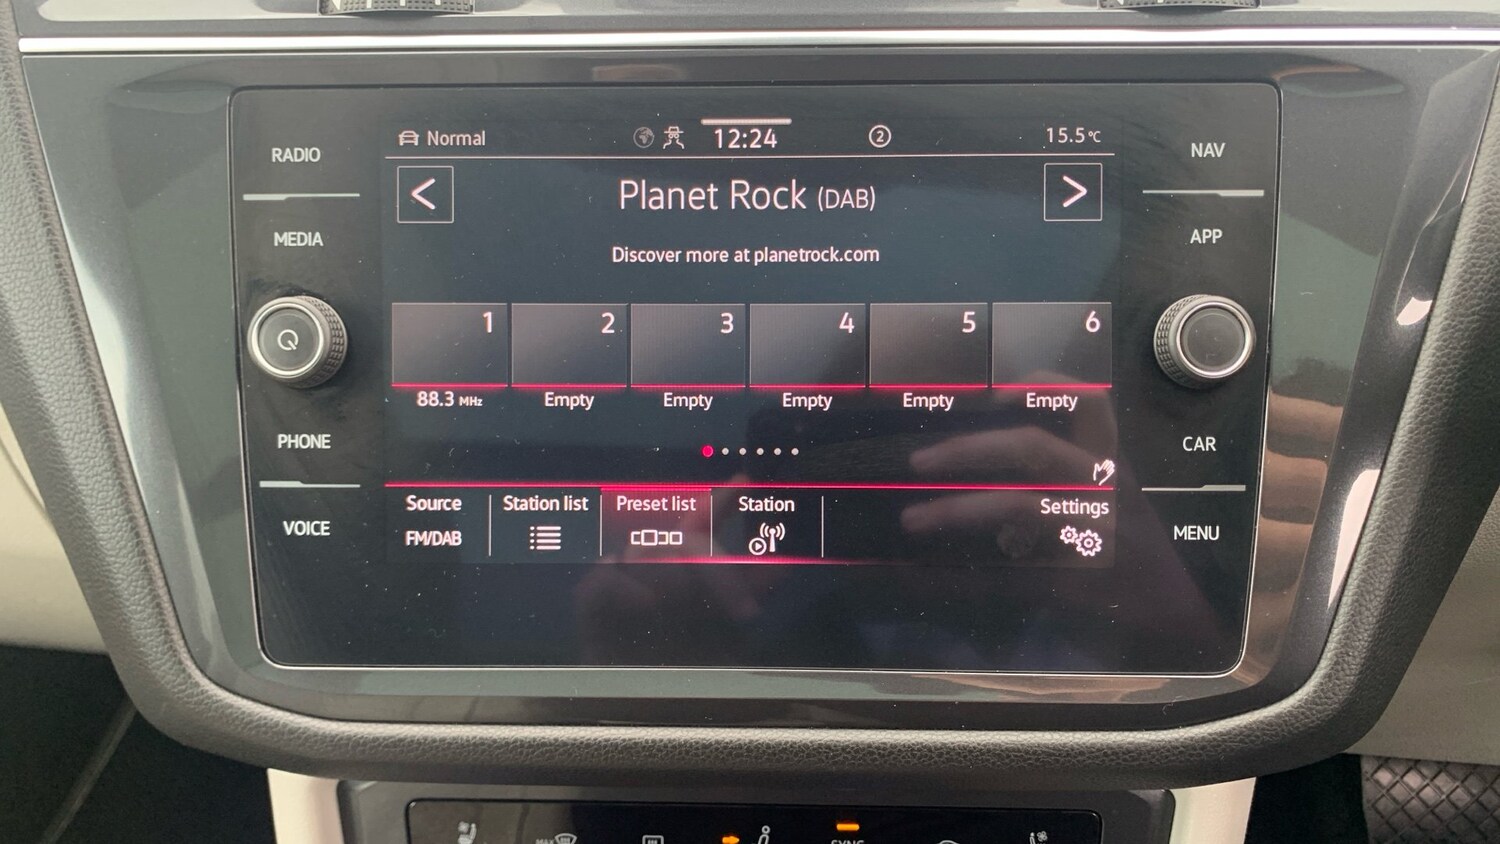 Normal 12:24 2 15.5°C
RADIO
MEDIA
PHONE
VOICE
< Planet Rock (DAB) >
Discover more at planetrock.com
1 2 3 4 5 6
88.3 MHz Empty Empty Empty Empty Empty
Source Station list Preset list Station Settings
FM/DAB
NAV
APP
CAR
MENU
MAX
SYNC